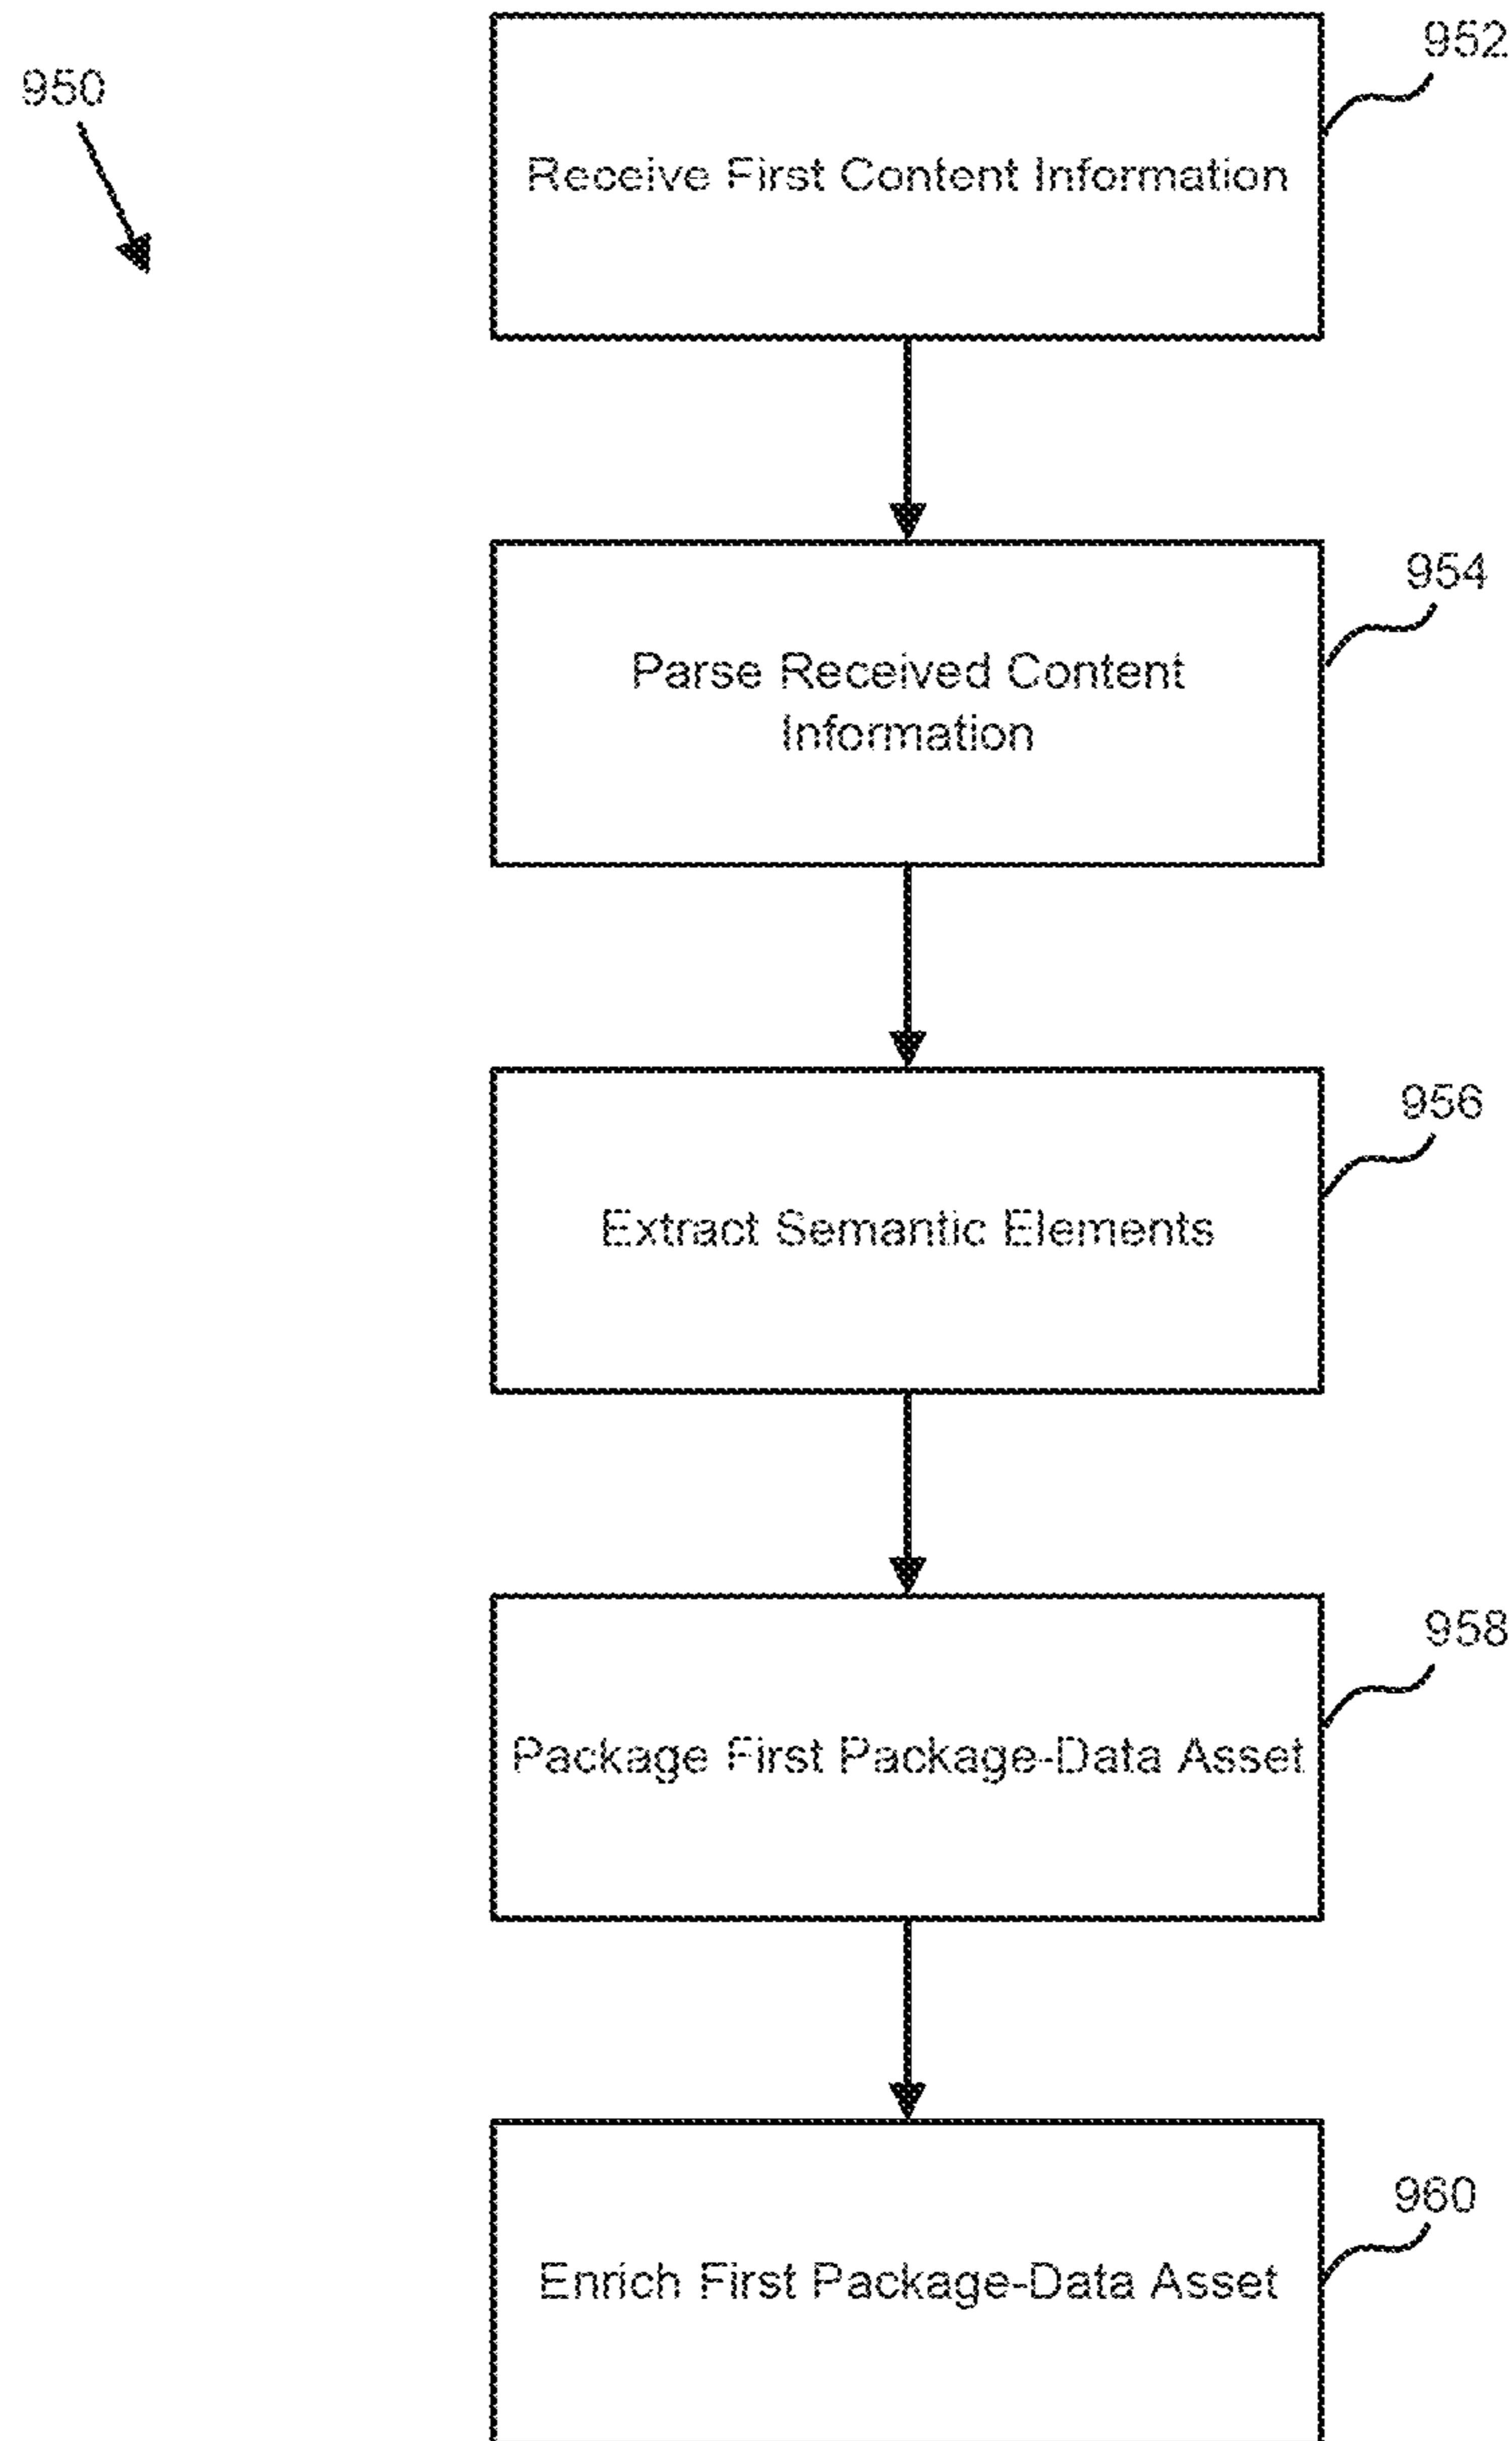 950
952
Receive First Content Information
954
Parse Received Content
Information
956
Extract Semantic Elements
958
Package First Package-Data Asset
960
Enrich First Package-Data Asset